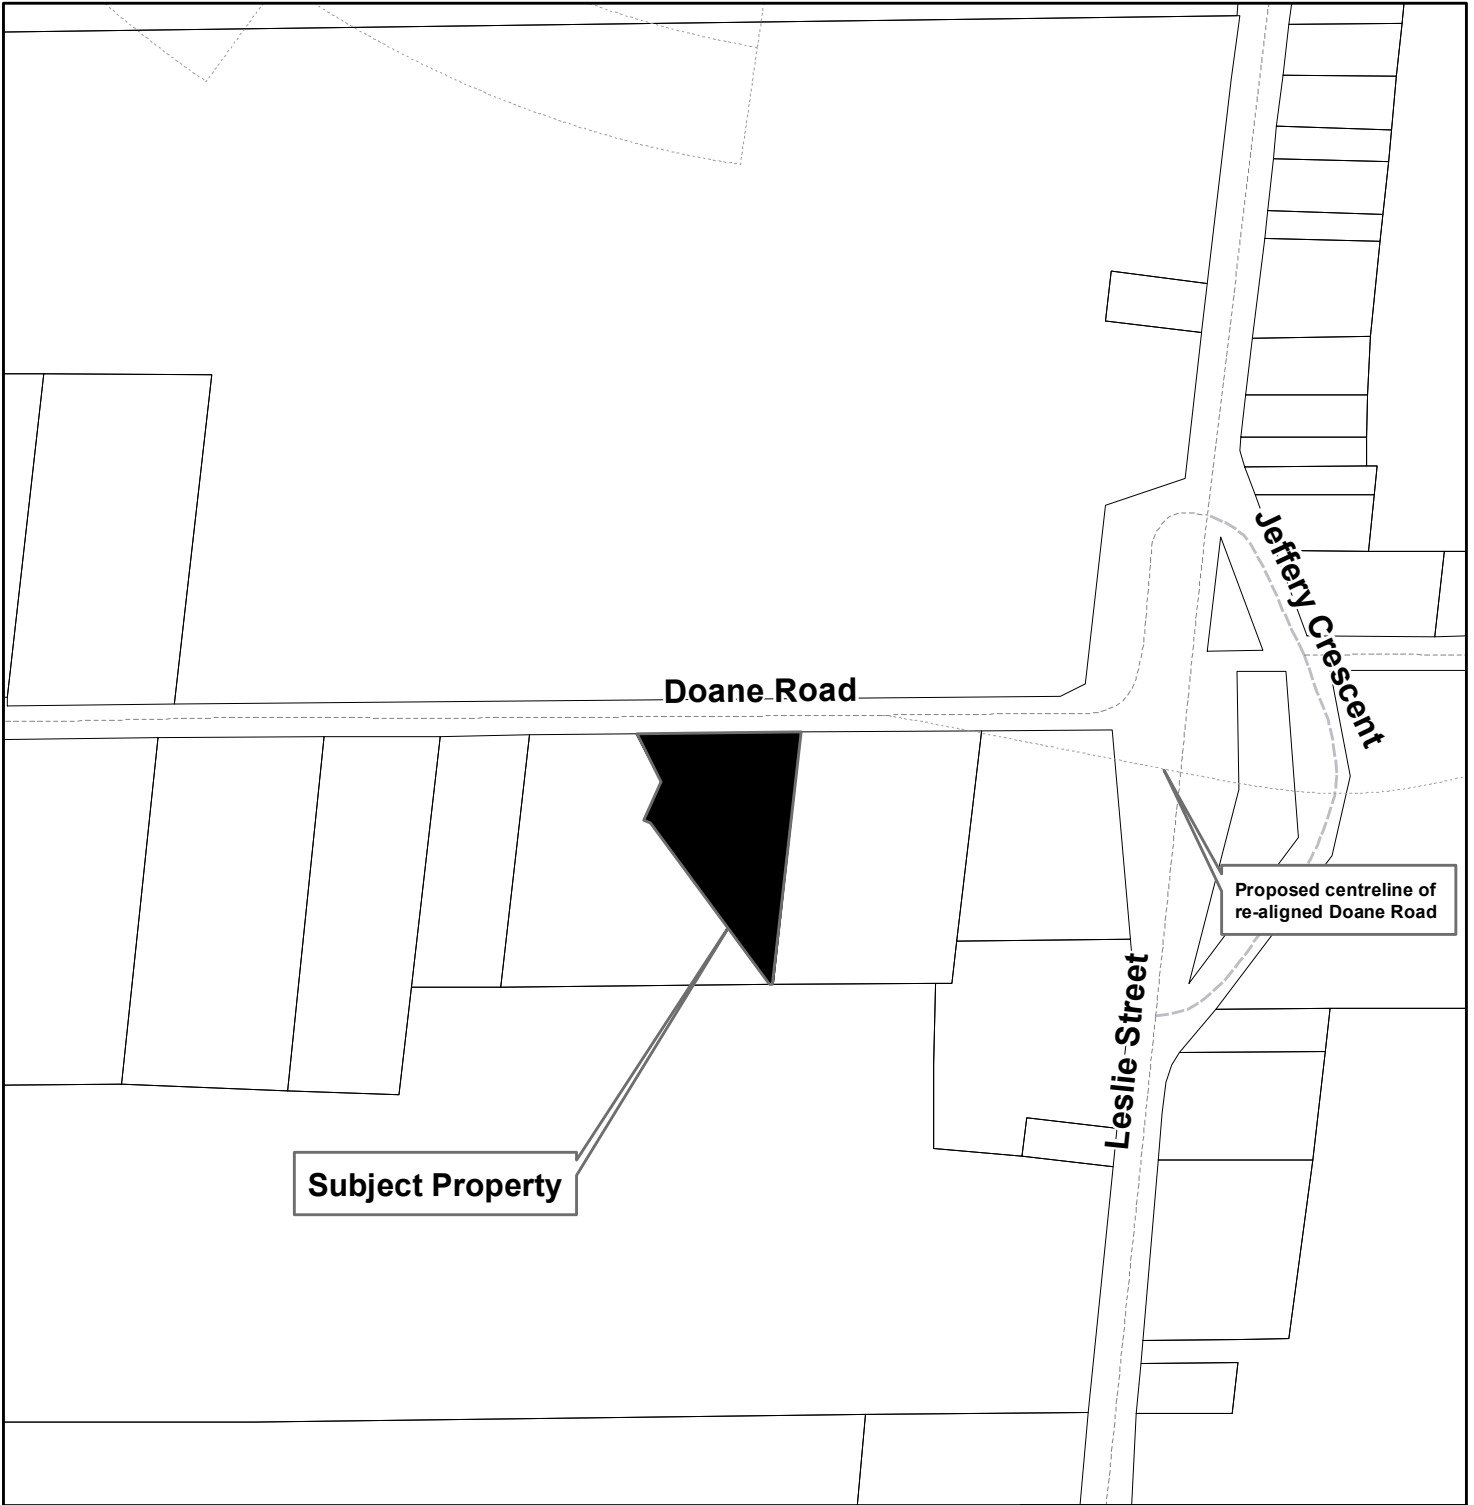 Jeffery Crescent
Doane Road
Proposed centreline of
re-aligned Doane Road
Leslie Street
Subject Property